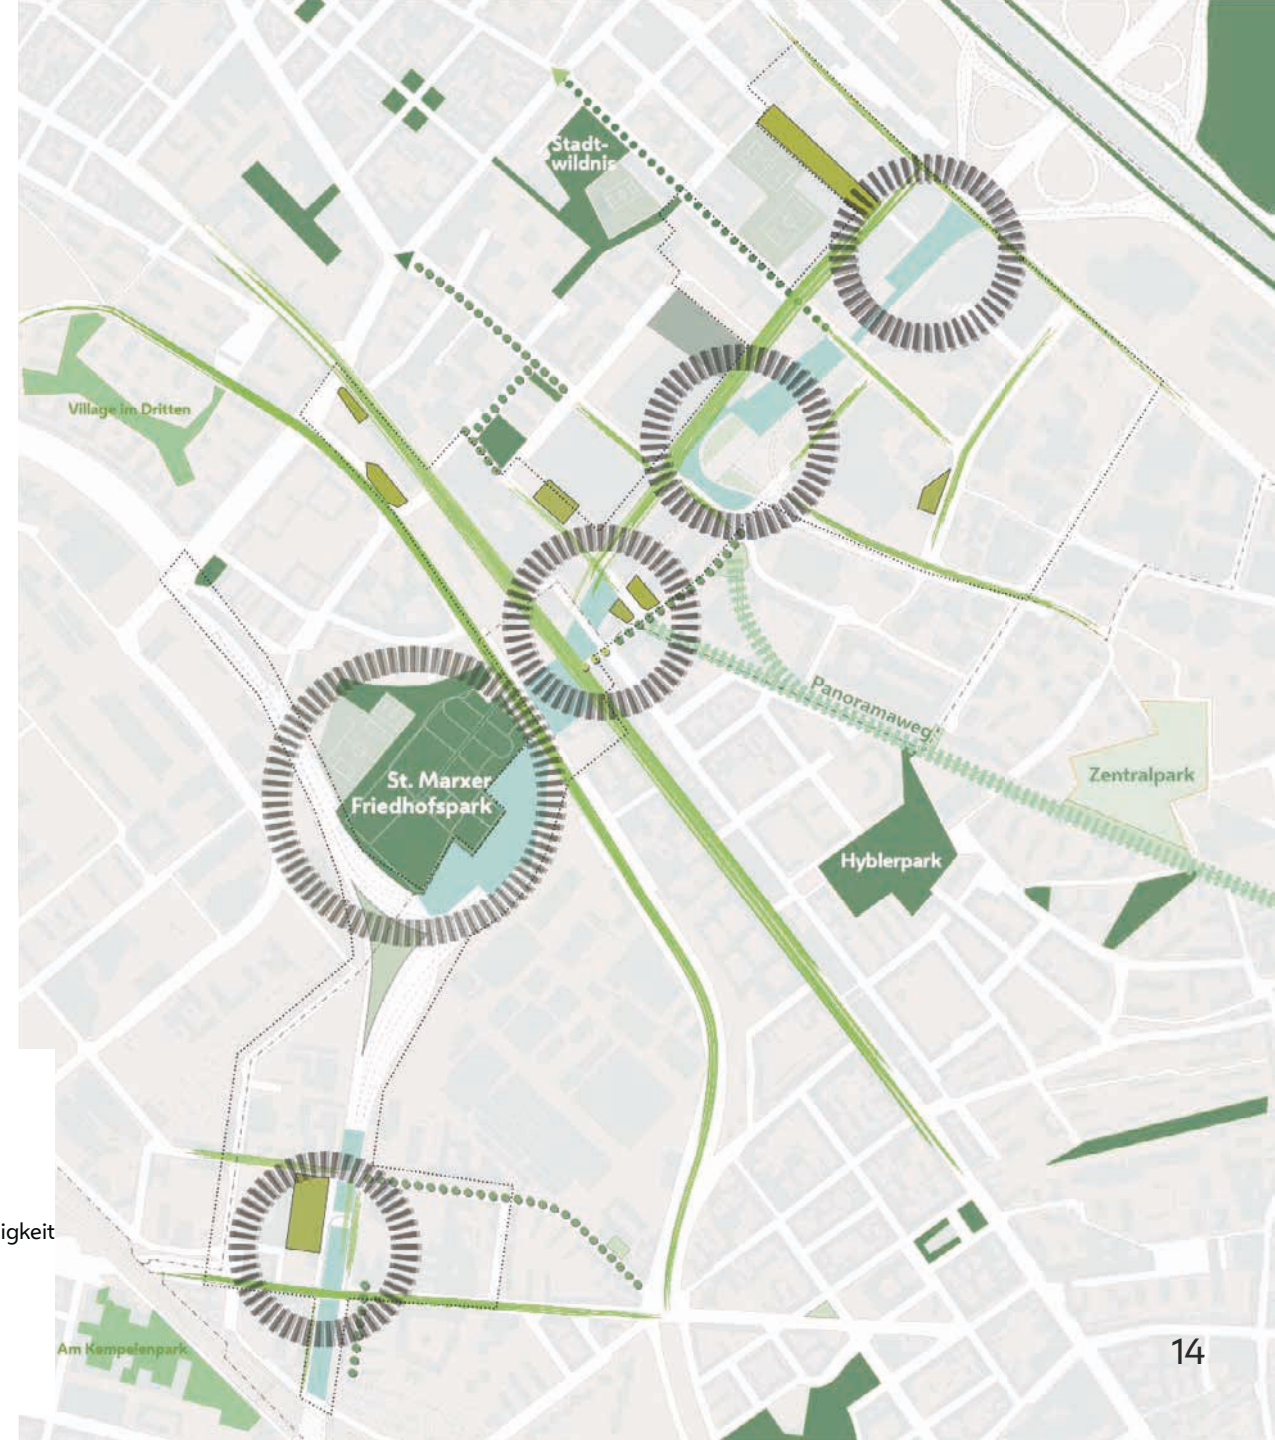 Stadt-
wildnis
Village im Dritten
Panoramaweg
St. Marxer
Friedhofspark
Zentralpark
Hyblerpark
igkeit
Am Kempelenpark
14